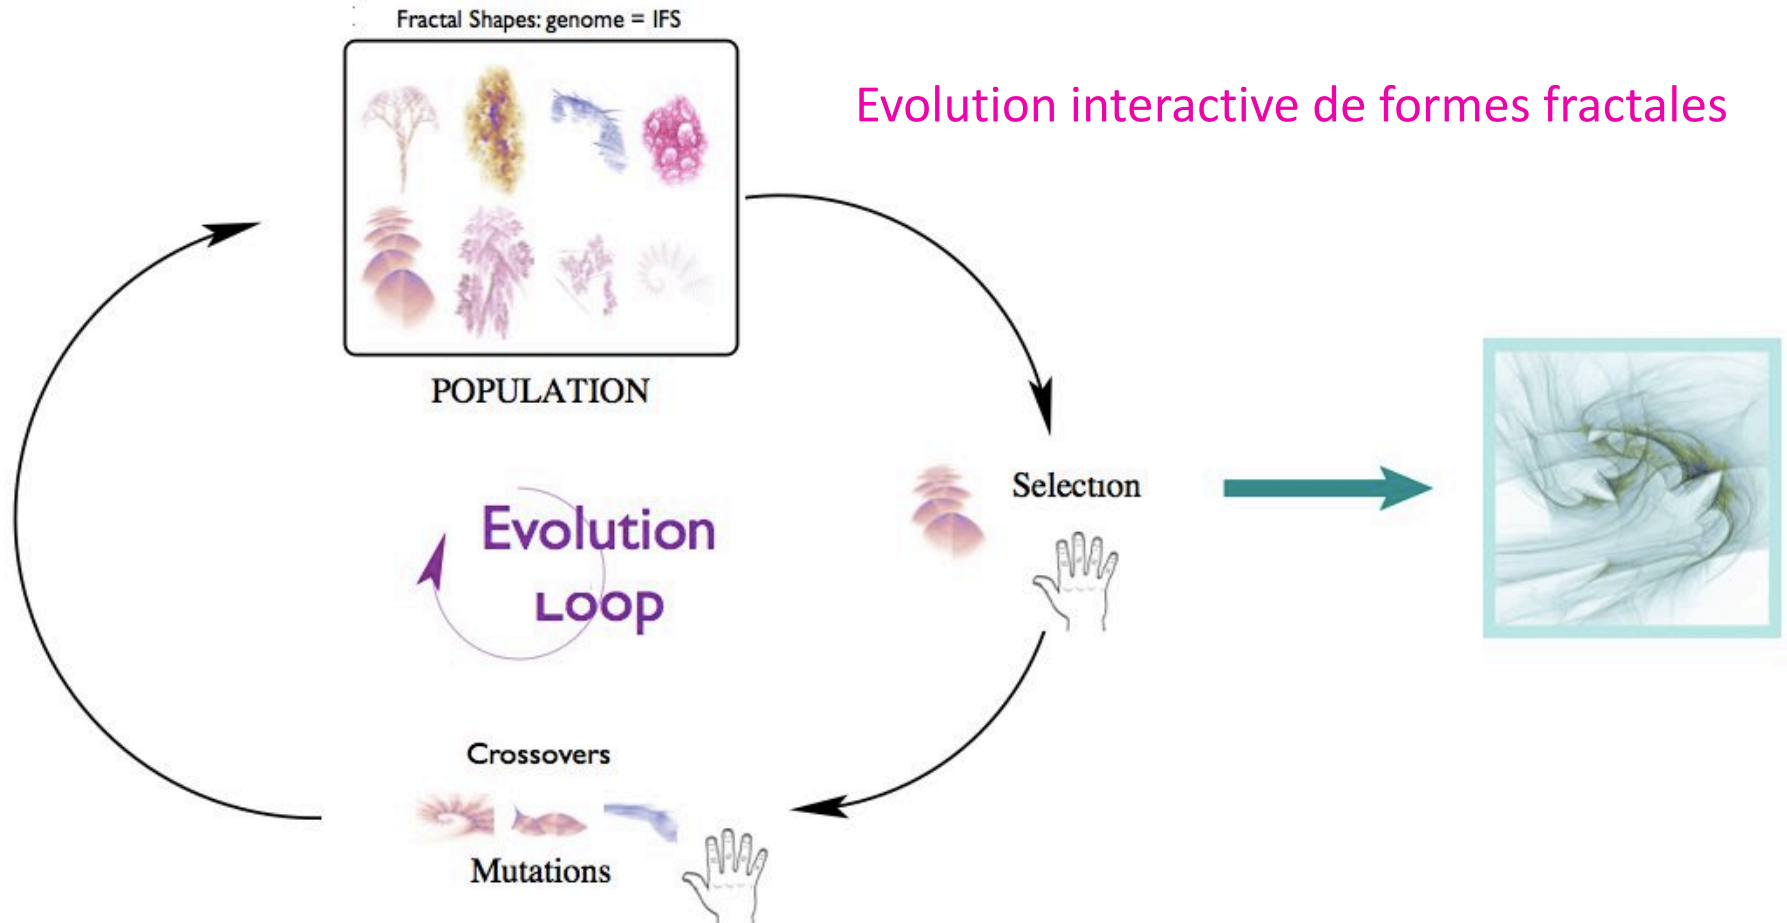 Fractal Shapes: genome = IFS
Evolution interactive de formes fractales
POPULATION
Selection
Evolution
Loop
Crossovers
Mutations